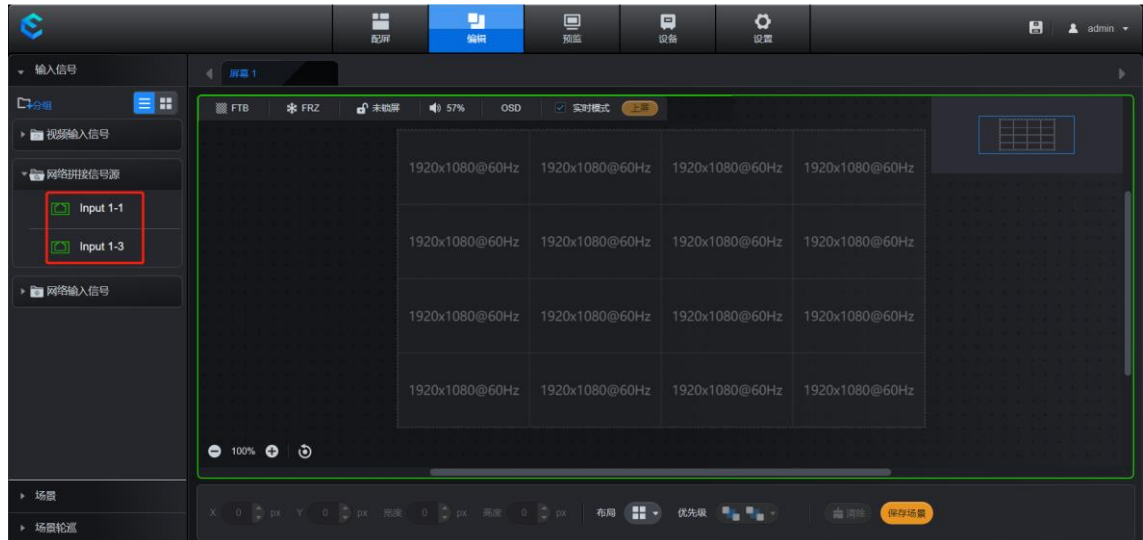 配屏 编辑 预监 设备 设置 admin
输入信号
屏幕 1
分组
FTB FRZ 未锁屏 57% OSD 实时模式 上屏
视频输入信号
网络拼接信号源
Input 1-1
Input 1-3
网络输入信号
1920x1080@60Hz 1920x1080@60Hz 1920x1080@60Hz 1920x1080@60Hz
1920x1080@60Hz 1920x1080@60Hz 1920x1080@60Hz 1920x1080@60Hz
1920x1080@60Hz 1920x1080@60Hz 1920x1080@60Hz 1920x1080@60Hz
1920x1080@60Hz 1920x1080@60Hz 1920x1080@60Hz 1920x1080@60Hz
100%
场景
场景轮巡
X 0 px Y 0 px 宽度 0 px 高度 0 px 布局 优先级 清除 保存场景